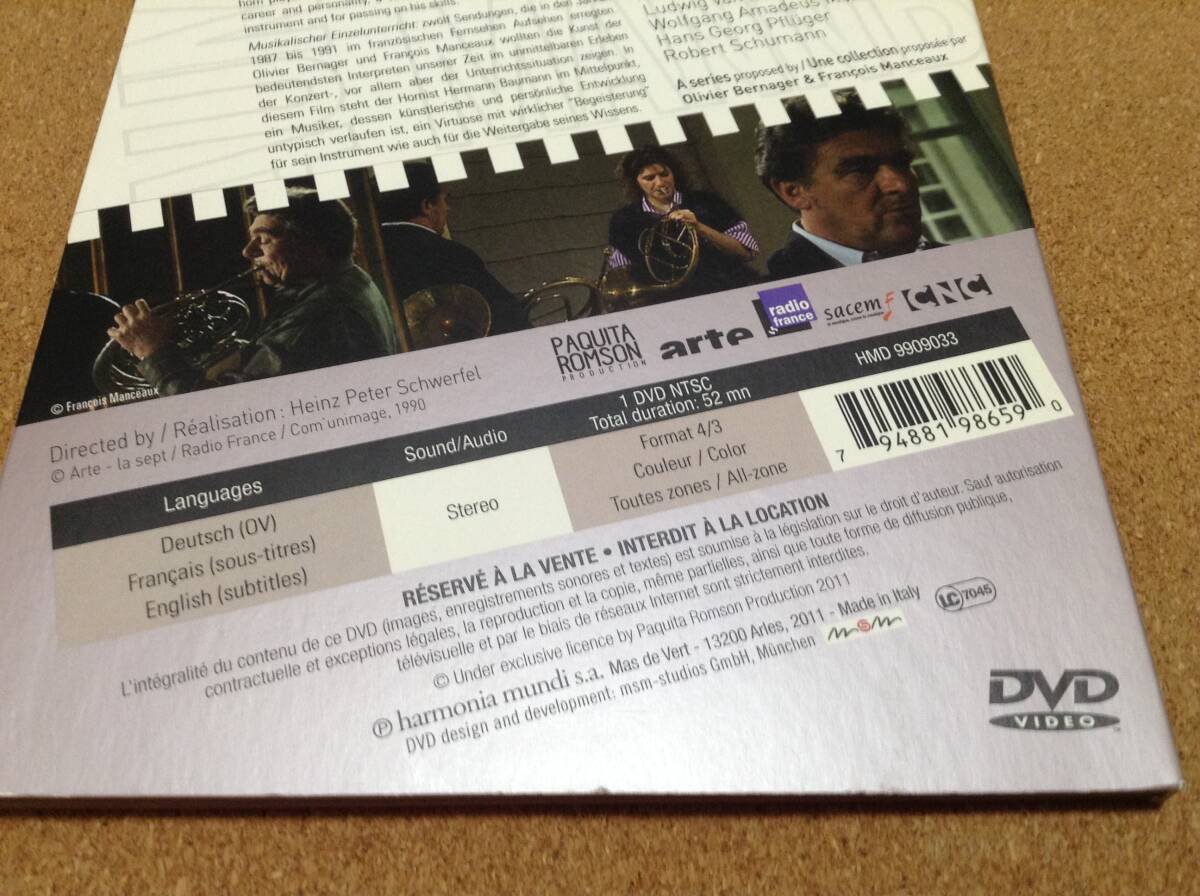 career and personality,
instrument and for passing on his skills.
Musikalischer Einzelunterricht: zwölf Sendungen, die in den
1987 bis 1991 im französischen Fernsehen Aufsehen erregten
Olivier Bernager und François Manceaux wollten die Kunst der
bedeutendsten Interpreten unserer Zeit im unmittelbaren Erleben
der Konzert-, vor allem aber der Unterrichtssituation zeigen. In
diesem Film steht der Hornist Hermann Baumann im Mittelpunkt,
ein Musiker, dessen künstlerische und persönliche Entwicklung
untypisch verlaufen ist, ein Virtuose mit wirklicher "Begeisterung"
für sein Instrument wie auch für die Weitergabe seines Wissens.
Ludwig
Wolfgang Amadeus
Hans Georg Pflüger
Robert Schumann
A series proposed by / Une collection proposée par
Olivier Bernager & François Manceaux
© François Manceaux
PAQUITA
ROMSON
PRODUCTION
arte
radio
france
sacem
CNC
Directed by / Réalisation : Heinz Peter Schwerfel
© Arte - la sept / Radio France / Com'unimage, 1990
Languages
Deutsch (OV)
Français (sous-titres)
English (subtitles)
Sound/Audio
Stereo
1 DVD NTSC
Total duration: 52 mn
Format 4/3
Couleur / Color
Toutes zones / All-zone
HMD 9909033
7 94881 98659 0
RÉSERVÉ À LA VENTE • INTERDIT À LA LOCATION
L'intégralité du contenu de ce DVD (images, enregistrements sonores et textes) est soumise à la législation sur le droit d'auteur. Sauf autorisation
contractuelle et exceptions légales, la reproduction et la copie, même partielles, ainsi que toute forme de diffusion publique,
télévisuelle et par le biais de réseaux Internet sont strictement interdites.
© Under exclusive licence by Paquita Romson Production 2011
℗ harmonia mundi s.a. Mas de Vert - 13200 Arles, 2011 - Made in Italy
DVD design and development: msm-studios GmbH, München
msm
LC 7045
DVD
VIDEO